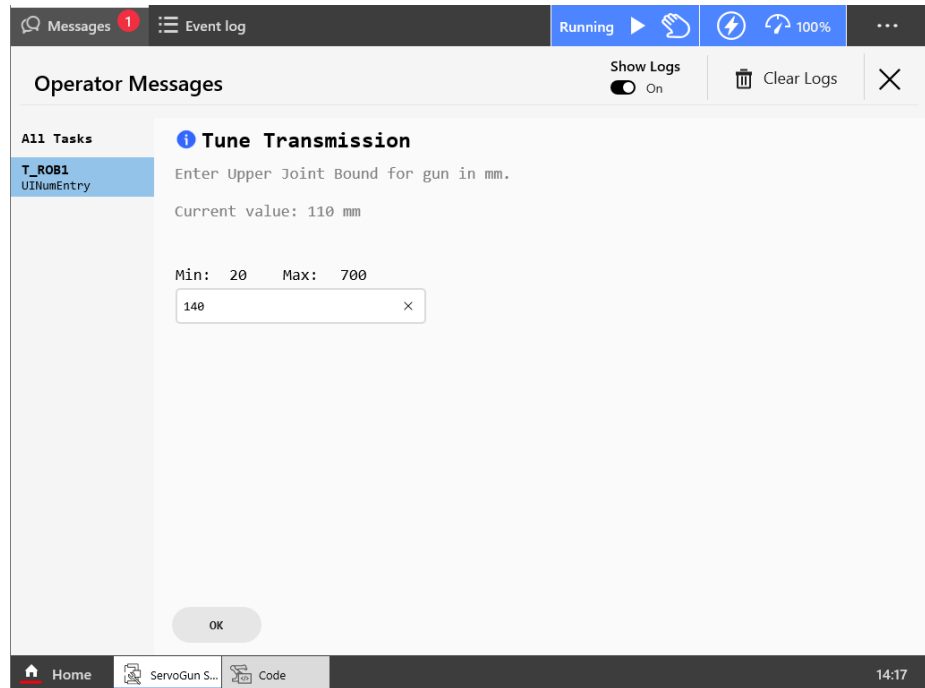 Messages 1 Event log Running 100% ...
Operator Messages Show Logs On Clear Logs
All Tasks
T_ROB1
UINumEntry
Tune Transmission
Enter Upper Joint Bound for gun in mm.
Current value: 110 mm
Min: 20 Max: 700
140
OK
Home ServoGun S... Code 14:17